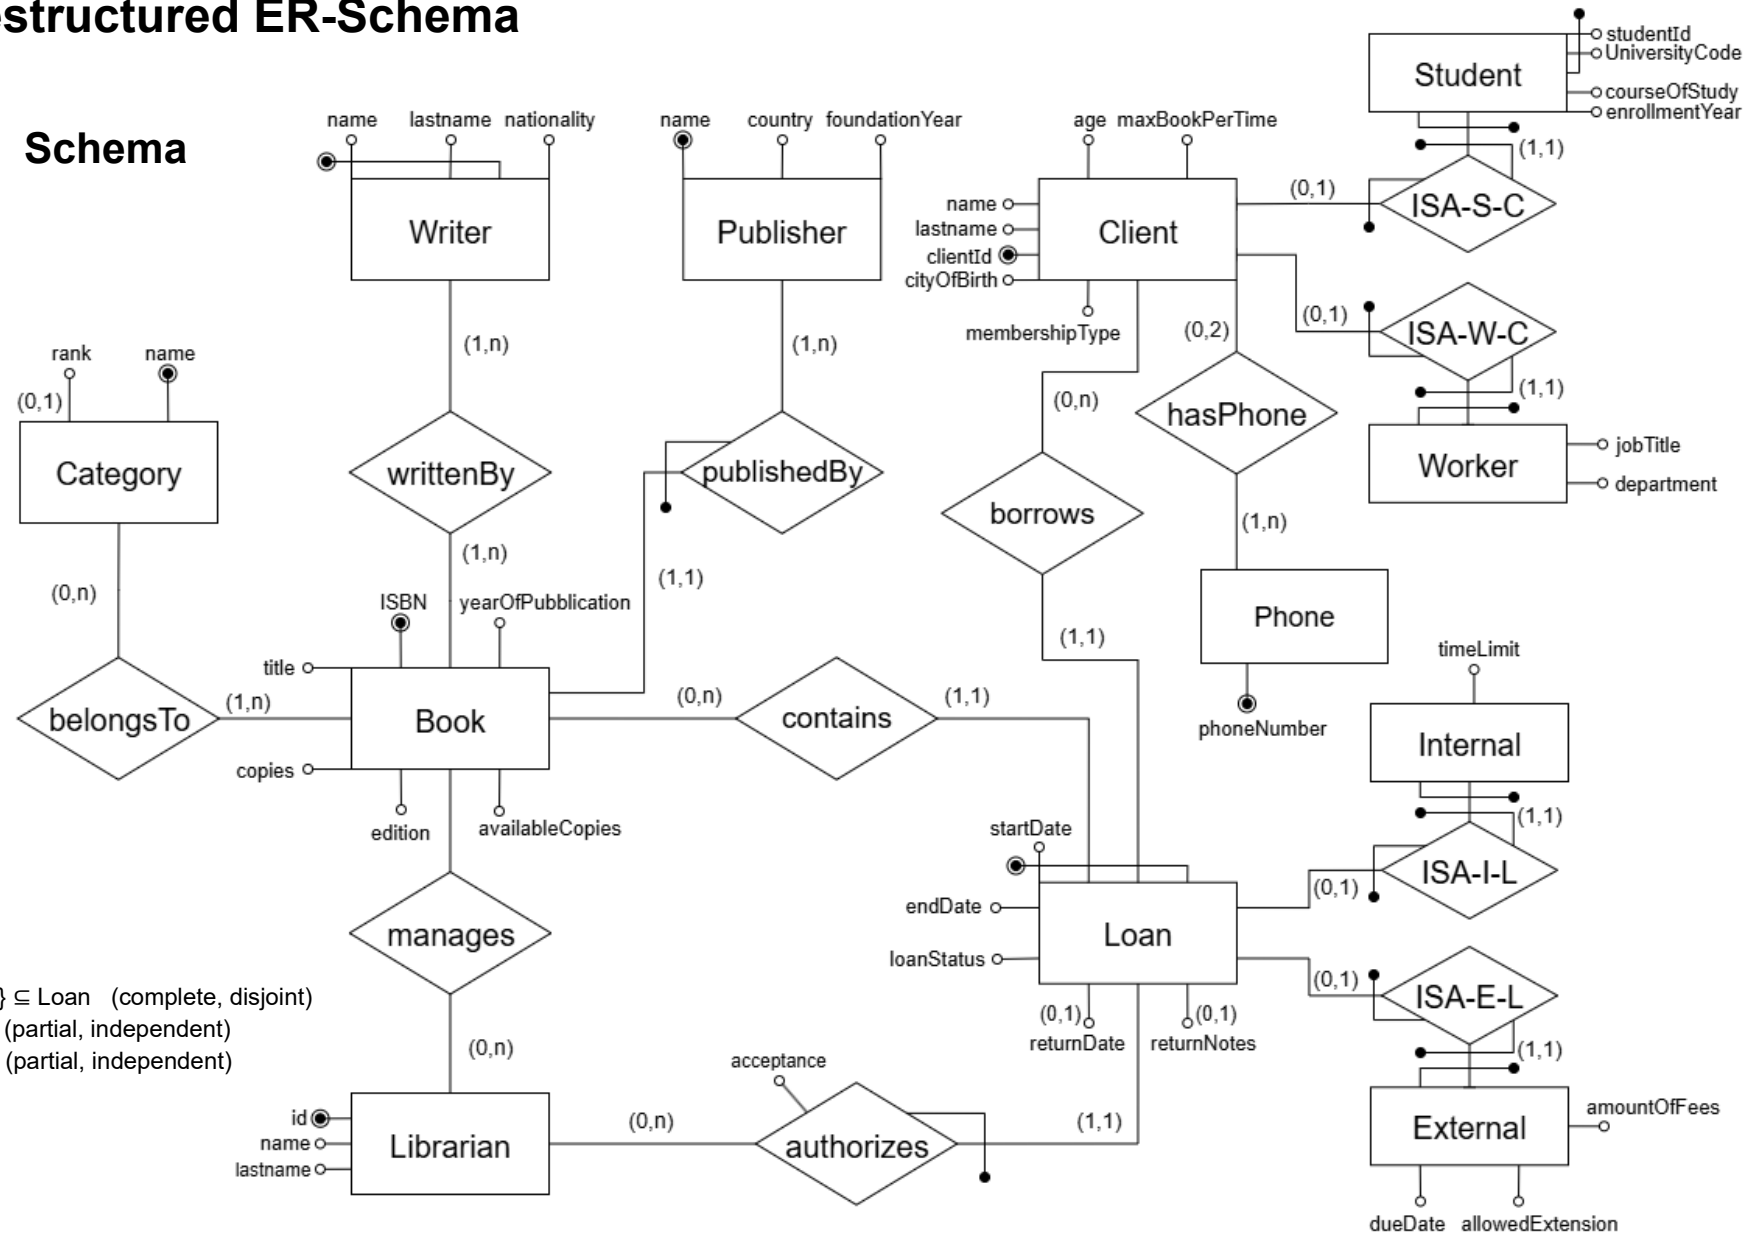 estructured ER-Schema
Schema
name
lastname
nationality
Writer
name
country
foundationYear
Publisher
age
maxBookPerTime
name
lastname
clientId
cityOfBirth
Client
membershipType
studentId
UniversityCode
courseOfStudy
enrollmentYear
Student
(1,1)
(0,1)
ISA-S-C
(0,1)
ISA-W-C
(1,1)
Worker
jobTitle
department
(1,n)
(1,n)
(0,2)
rank
name
(0,1)
Category
writtenBy
publishedBy
(0,n)
hasPhone
borrows
(1,n)
(1,n)
(1,1)
(0,n)
ISBN
yearOfPubblication
Phone
phoneNumber
(1,1)
title
Book
copies
edition
availableCopies
belongsTo
(1,n)
(0,n)
contains
(1,1)
timeLimit
Internal
(1,1)
ISA-I-L
(0,1)
startDate
endDate
loanStatus
Loan
(0,1)
returnDate
(0,1)
returnNotes
manages
(0,1)
ISA-E-L
(1,1)
External
amountOfFees
dueDate
allowedExtension
} ⊆ Loan (complete, disjoint)
(partial, independent)
(partial, independent)
(0,n)
id
name
lastname
Librarian
(0,n)
acceptance
authorizes
(1,1)